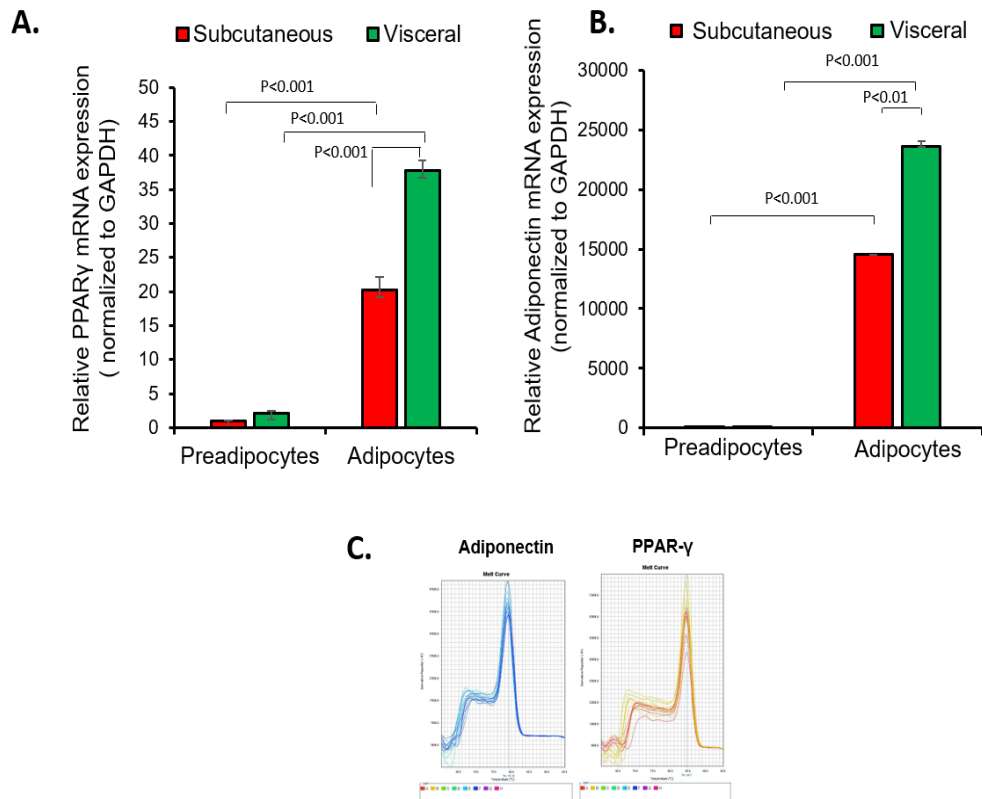 A.
Subcutaneous
Visceral
Relative PPARγ mRNA expression
( normalized to GAPDH)
50
45
40
35
30
25
20
15
10
5
0
P<0.001
P<0.001
P<0.001
Preadipocytes
Adipocytes
B.
Subcutaneous
Visceral
Relative Adiponectin mRNA expression
(normalized to GAPDH)
30000
25000
20000
15000
10000
5000
0
P<0.001
P<0.01
P<0.001
Preadipocytes
Adipocytes
C.
Adiponectin
Melt Curve
Temperature (°C)
PPAR-γ
Melt Curve
Temperature (°C)